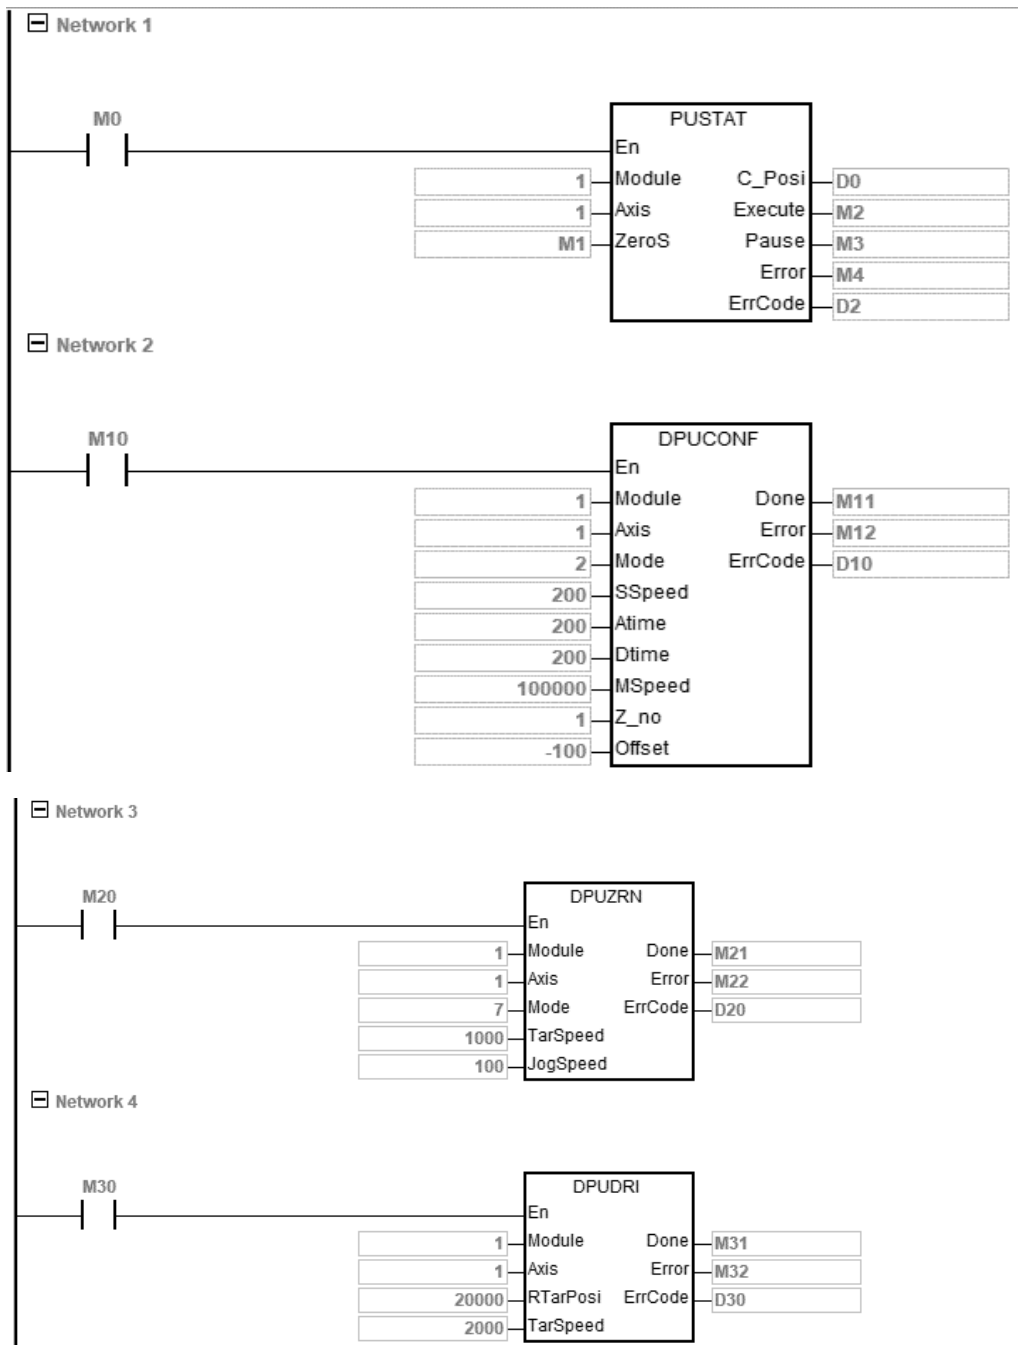 Network 1
M0
PUSTAT
En
1 Module C_Posi D0
1 Axis Execute M2
M1 ZeroS Pause M3
Error M4
ErrCode D2
Network 2
M10
DPUCONF
En
1 Module Done M11
1 Axis Error M12
2 Mode ErrCode D10
200 SSpeed
200 Atime
200 Dtime
100000 MSpeed
1 Z_no
-100 Offset
Network 3
M20
DPUZRN
En
1 Module Done M21
1 Axis Error M22
7 Mode ErrCode D20
1000 TarSpeed
100 JogSpeed
Network 4
M30
DPUDRI
En
1 Module Done M31
1 Axis Error M32
20000 RTarPosi ErrCode D30
2000 TarSpeed